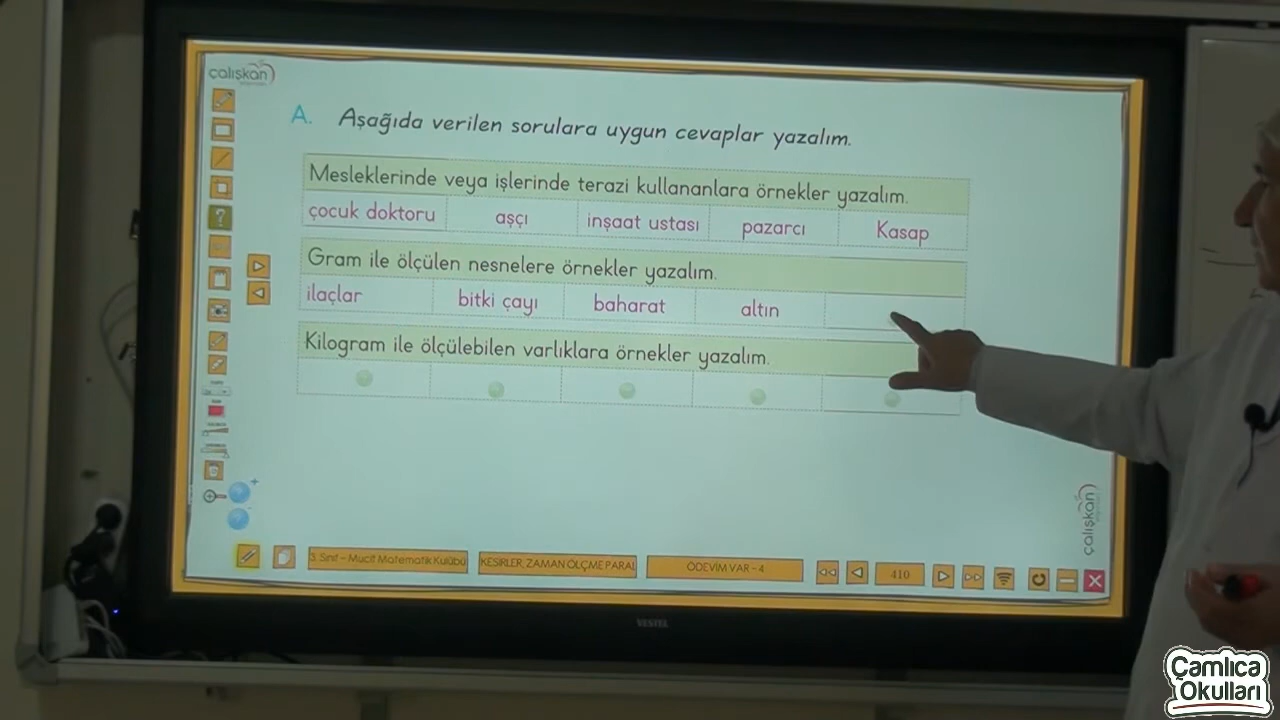 çalışkan
A. Aşağıda verilen sorulara uygun cevaplar yazalım.
Mesleklerinde veya işlerinde terazi kullananlara örnekler yazalım.
çocuk doktoru aşçı inşaat ustası pazarcı Kasap
Gram ile ölçülen nesnelere örnekler yazalım.
ilaçlar bitki çayı baharat altın
Kilogram ile ölçülebilen varlıklara örnekler yazalım.
çalışkan
3. Sınıf - Mucit Matematik Kulübü KESİRLER, ZAMAN ÖLÇME PARAL ÖDEVİM VAR - 4 410
VESTEL
Çamlıca
Okulları